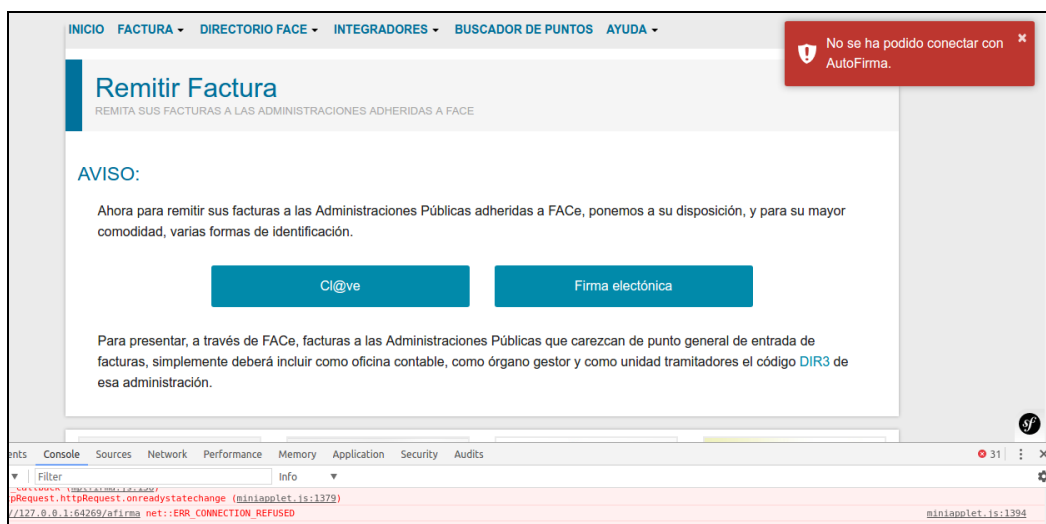 INICIO FACTURA DIRECTORIO FACE INTEGRADORES BUSCADOR DE PUNTOS AYUDA
No se ha podido conectar con AutoFirma.
×
Remitir Factura
REMITA SUS FACTURAS A LAS ADMINISTRACIONES ADHERIDAS A FACE
AVISO:
Ahora para remitir sus facturas a las Administraciones Públicas adheridas a FACe, ponemos a su disposición, y para su mayor
comodidad, varias formas de identificación.
Cl@ve Firma electónica
Para presentar, a través de FACe, facturas a las Administraciones Públicas que carezcan de punto general de entrada de
facturas, simplemente deberá incluir como oficina contable, como órgano gestor y como unidad tramitadores el código DIR3 de
esa administración.
sf
ents Console Sources Network Performance Memory Application Security Audits 31
Filter Info
pRequest.httpRequest.onreadystatechange (miniapplet.js:1379)
//127.0.0.1:64269/afirma net::ERR_CONNECTION_REFUSED miniapplet.js:1394